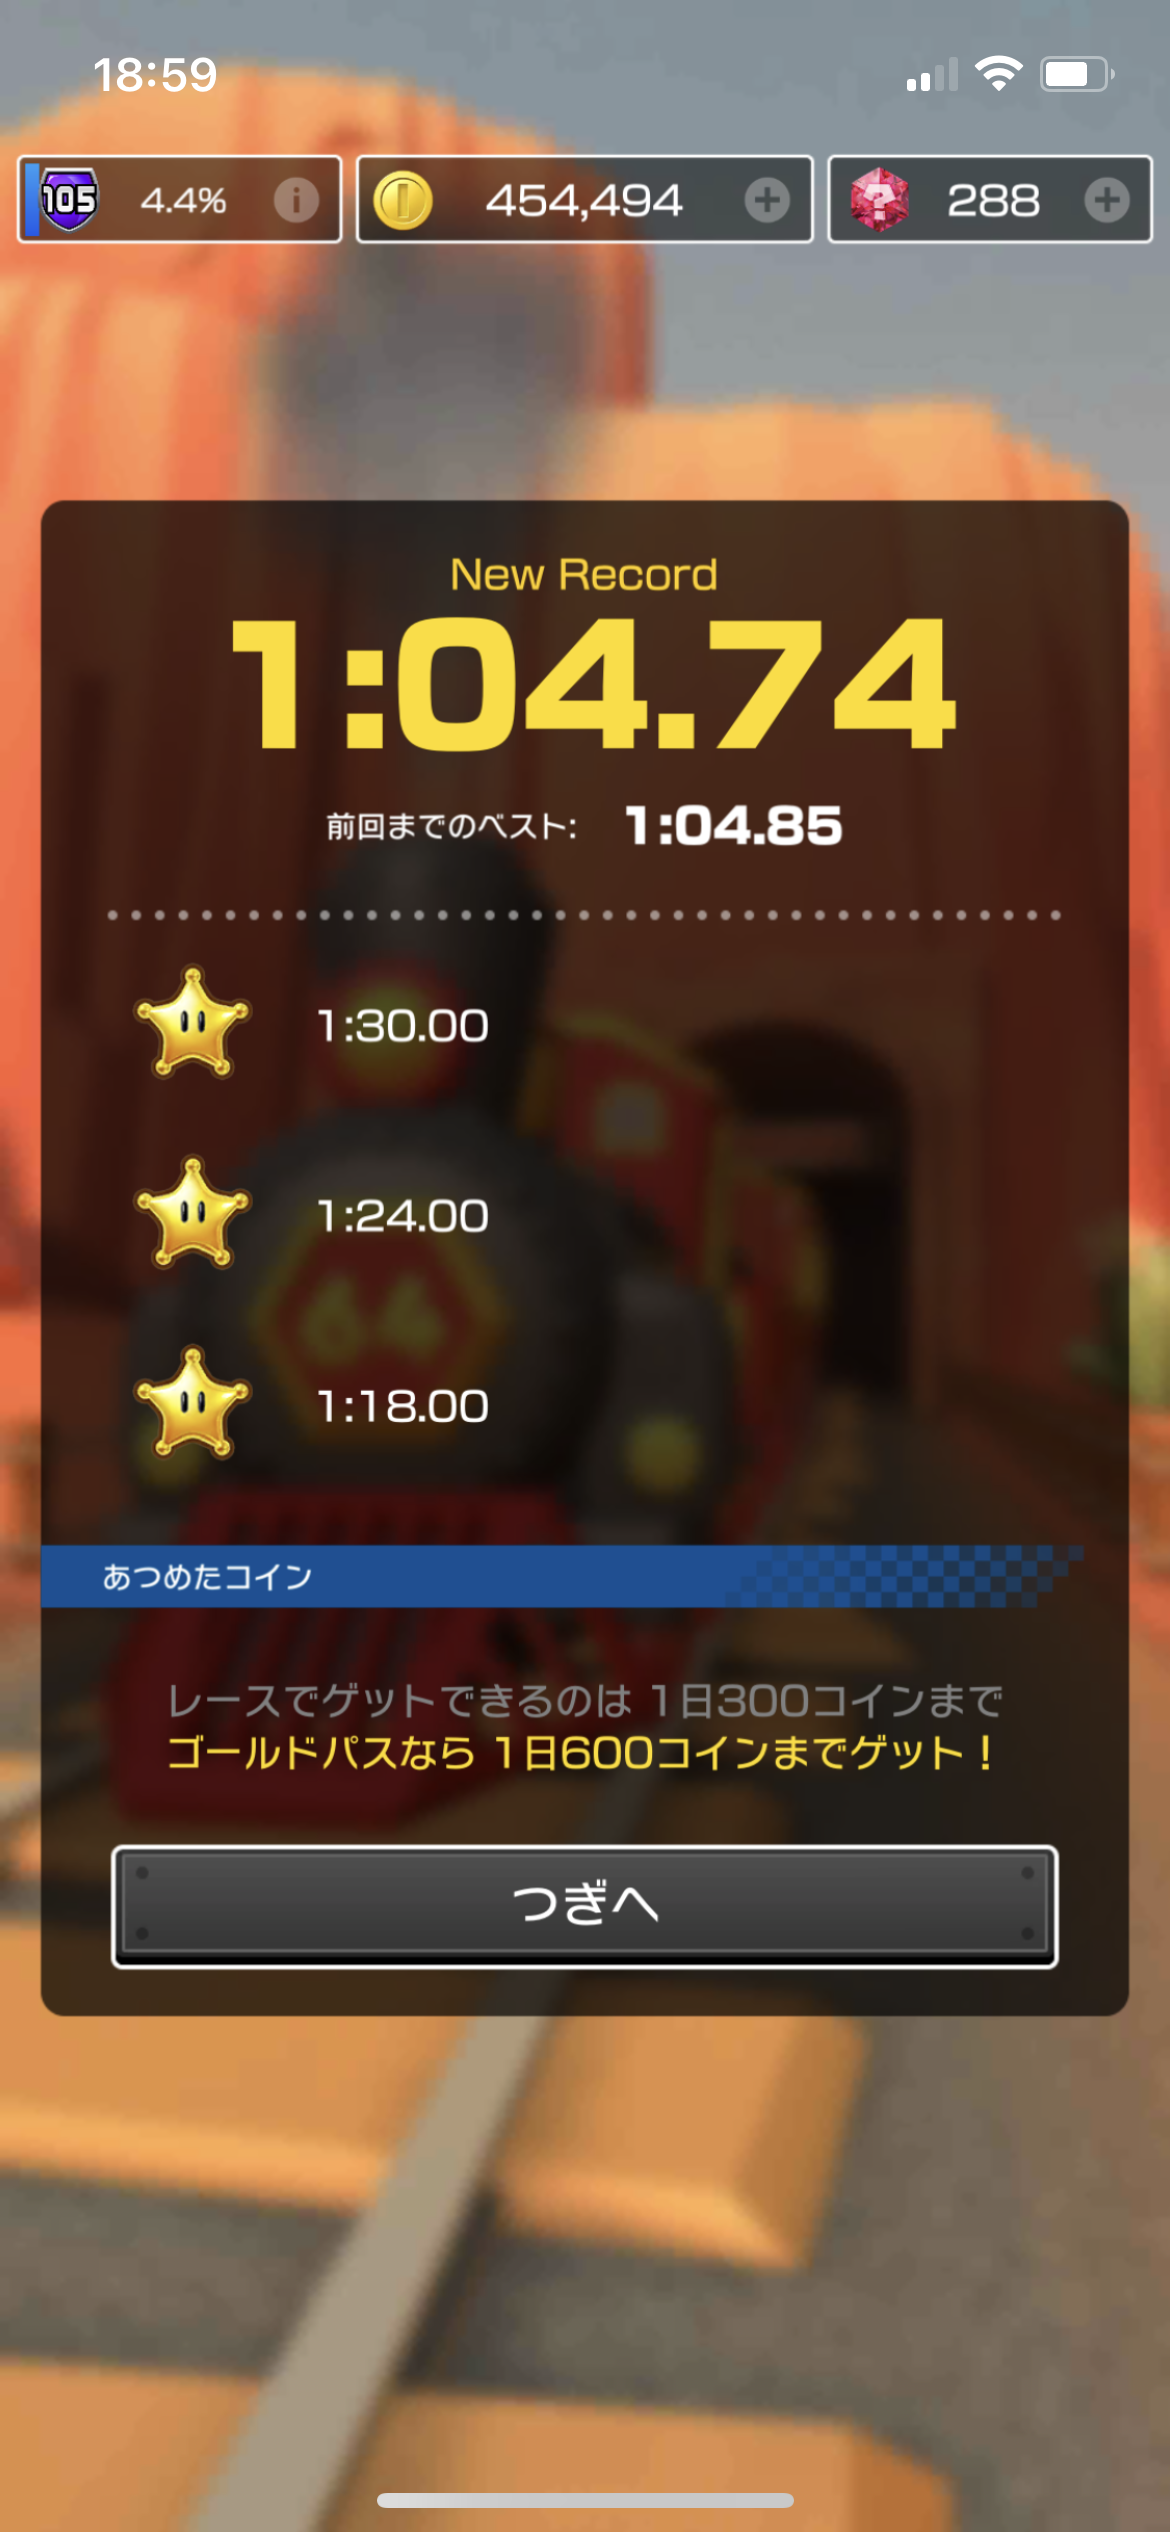 18:59
105 4.4% i 454,494 + ? 288 +
New Record
1:04.74
前回までのベスト: 1:04.85
1:30.00
1:24.00
64
1:18.00
あつめたコイン
レースでゲットできるのは 1日300コインまで
ゴールドパスなら 1日600コインまでゲット！
つぎへ